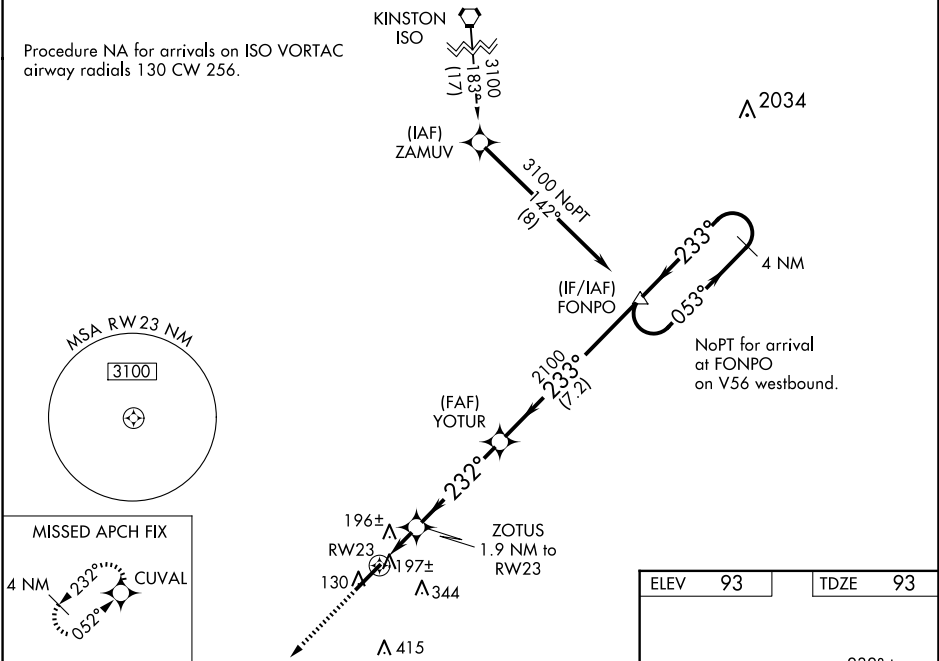 Procedure NA for arrivals on ISO VORTAC
airway radials 130 CW 256.
KINSTON
ISO
3100
183°
(17)
2034
(IAF)
ZAMUV
3100 NoPT
142°
(8)
233°
4 NM
053°
(IF/IAF)
FONPO
NoPT for arrival
at FONPO
on V56 westbound.
MSA RW23 NM
3100
2100
233°
(7.2)
(FAF)
YOTUR
232°
196±
ZOTUS
1.9 NM to
RW23
RW23
197±
130
344
415
MISSED APCH FIX
4 NM
232°
CUVAL
052°
ELEV 93
TDZE 93